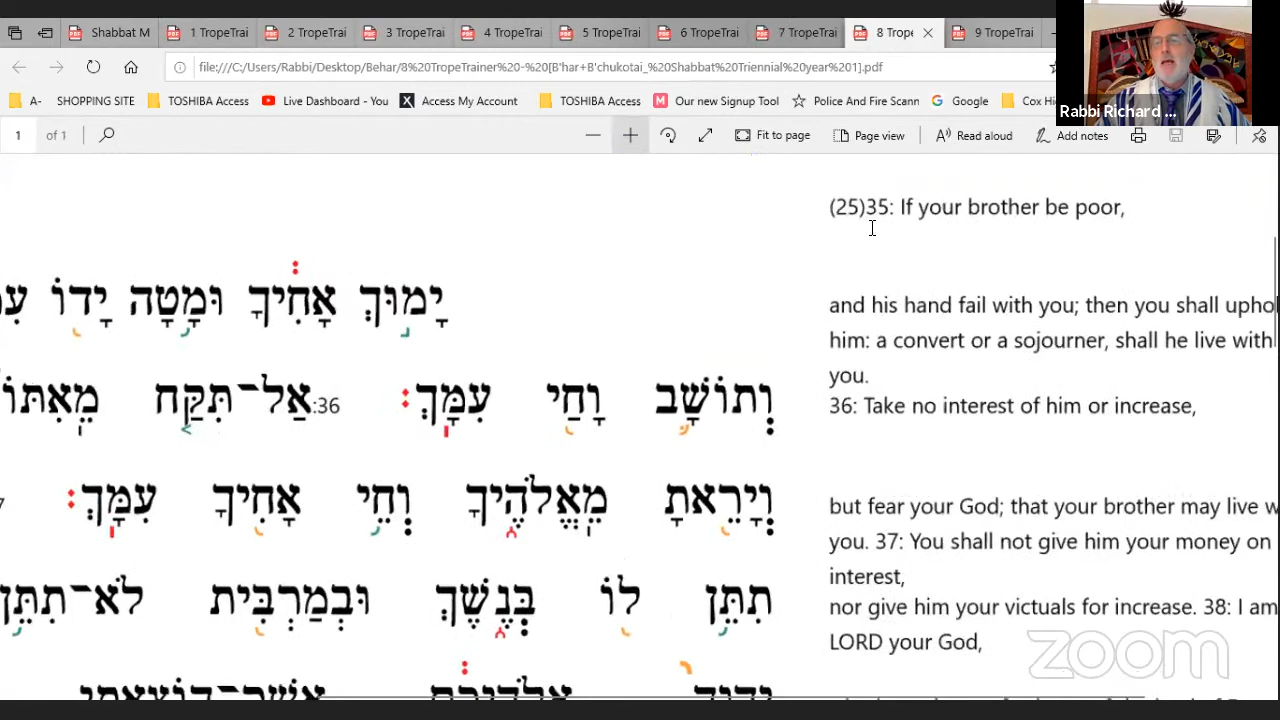 Shabbat M
1 TropeTrai
2 TropeTrai
3 TropeTrai
4 TropeTrai
5 TropeTrai
6 TropeTrai
7 TropeTrai
8 Trope
9 TropeTrai
file:///C:/Users/Rabbi/Desktop/Behar/8%20TropeTrainer%20-%20[B'har+B'chukotai_%20Shabbat%20Triennial%20year%201].pdf
A-
SHOPPING SITE
TOSHIBA Access
Live Dashboard - You
Access My Account
TOSHIBA Access
Our new Signup Tool
Police And Fire Scann
Google
Cox Hi
Rabbi Richard ...
1 of 1
Fit to page
Page view
Read aloud
Add notes
(25)35: If your brother be poor,
יָמ֣וּךְ אָחִ֔יךָ וּמָ֥טָה יָד֖וֹ
and his hand fail with you; then you shall upho
him: a convert or a sojourner, shall he live with
you.
וְתוֹשָׁ֛ב וָחַ֖י עִמָּֽךְ׃ 36: אַל־תִּקַּ֤ח מֵֽאִתּוֹ
36: Take no interest of him or increase,
וְיָרֵ֖אתָ מֵֽאֱלֹהֶ֑יךָ וְחֵ֥י אָחִ֖יךָ עִמָּֽךְ׃
but fear your God; that your brother may live w
you. 37: You shall not give him your money on
interest,
תִתֵּ֥ן ל֖וֹ בְּנֶ֑שֶׁךְ וּבְמַרְבִּ֖ית לֹא־תִתֵּ֥ן
nor give him your victuals for increase. 38: I am
LORD your God,
zoom